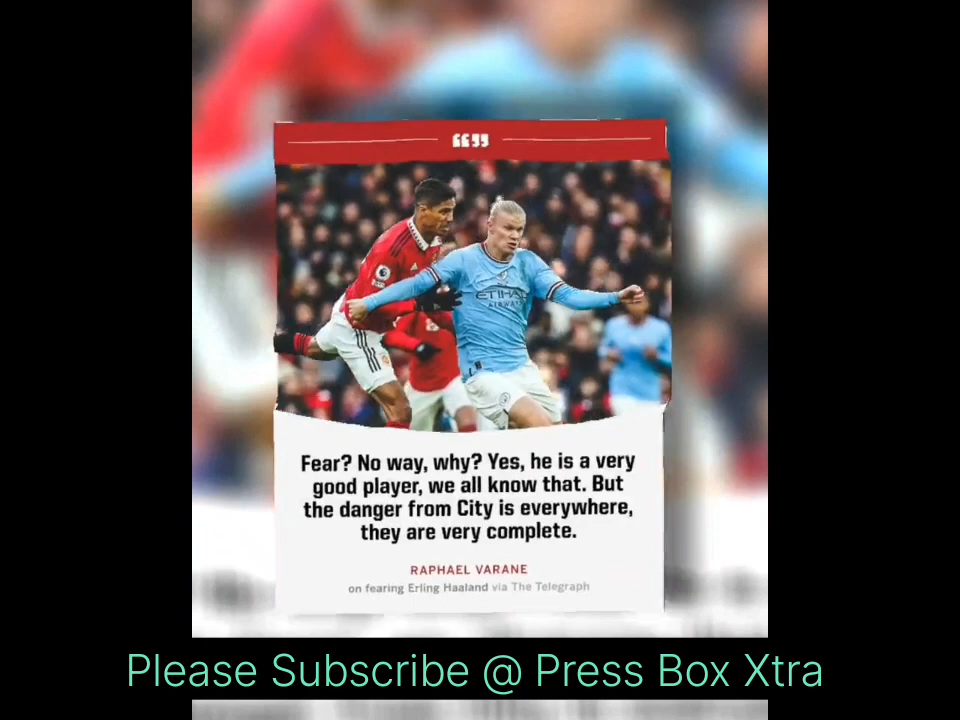 ❝❞
ETIHAD
AIRWAYS
Fear? No way, why? Yes, he is a very
good player, we all know that. But
the danger from City is everywhere,
they are very complete.
RAPHAEL VARANE
on fearing Erling Haaland via The Telegraph
Please Subscribe @ Press Box Xtra